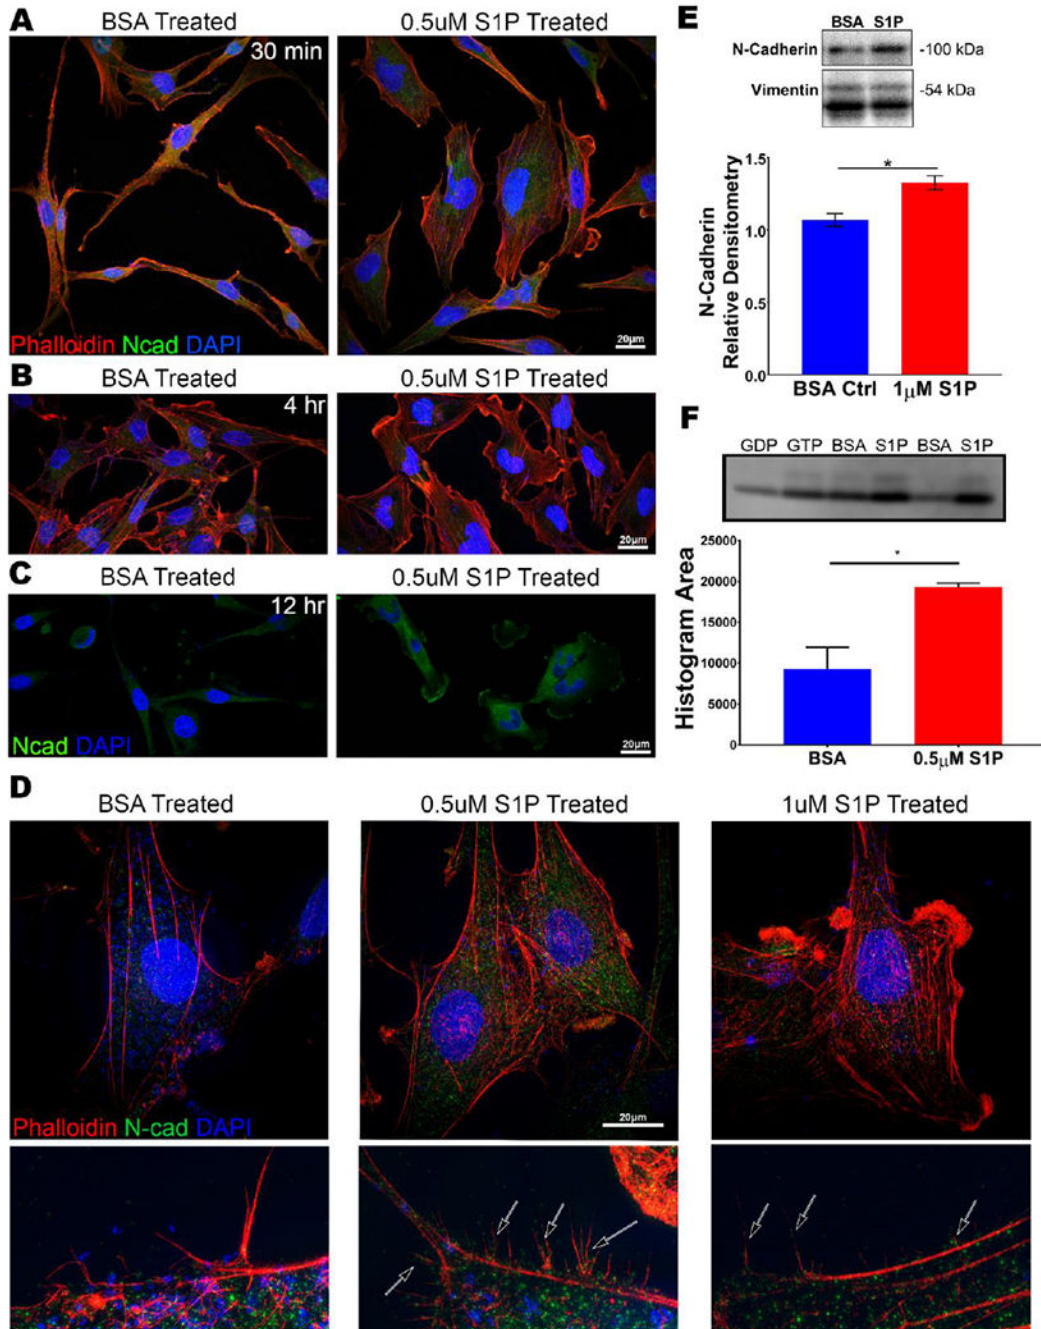 A
BSA Treated
0.5uM S1P Treated
30 min
Phalloidin Ncad DAPI
20µm
B
BSA Treated
0.5uM S1P Treated
4 hr
20µm
C
BSA Treated
0.5uM S1P Treated
12 hr
Ncad DAPI
20µm
D
BSA Treated
0.5uM S1P Treated
1uM S1P Treated
Phalloidin N-cad DAPI
20µm
E
BSA S1P
N-Cadherin
-100 kDa
Vimentin
-54 kDa
N-Cadherin
Relative Densitometry
1.5
1.0
0.5
0.0
*
BSA Ctrl
1µM S1P
F
GDP GTP BSA S1P BSA S1P
Histogram Area
25000
20000
15000
10000
5000
0
*
BSA
0.5µM S1P